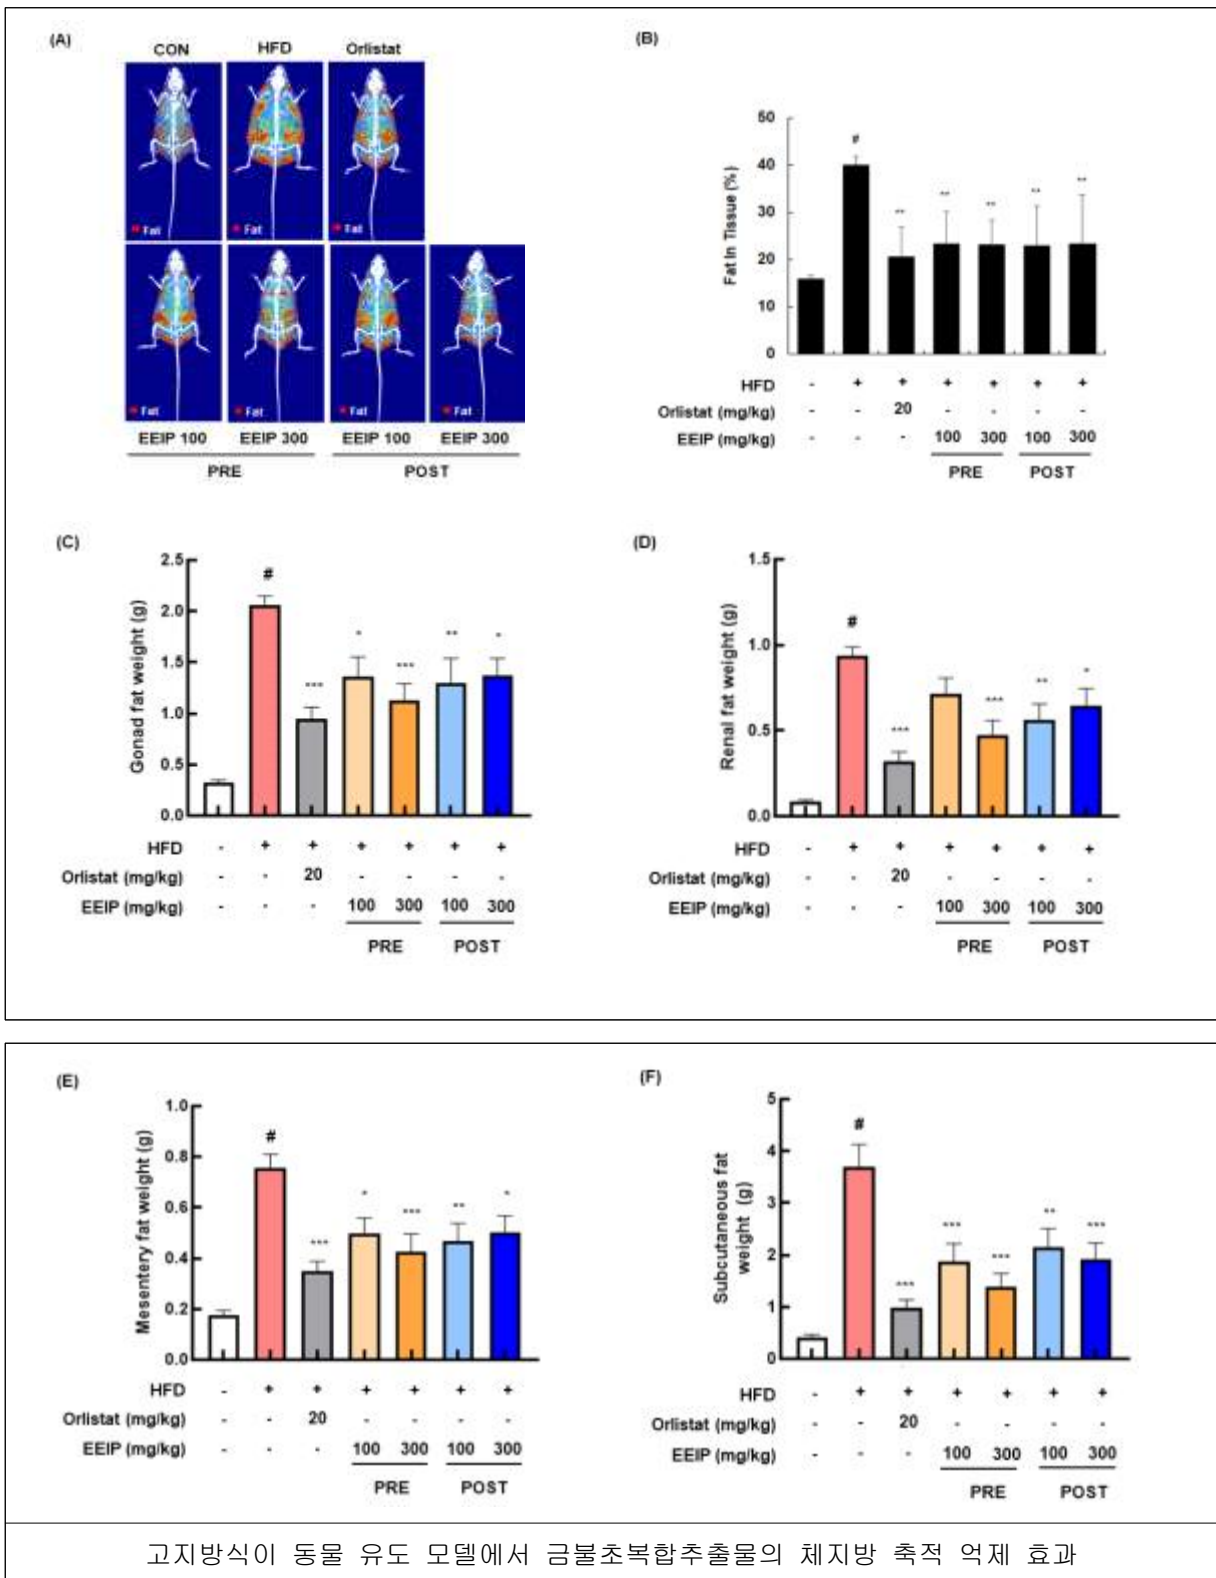 (A)
CON HFD Orlistat
Fat Fat Fat
Fat Fat Fat Fat
EEIP 100 EEIP 300 EEIP 100 EEIP 300
PRE POST
(B)
Fat In Tissue (%)
50
40
30
20
10
0
# ** ** ** ** **
HFD - + + + + + +
Orlistat (mg/kg) - - 20 - - - -
EEIP (mg/kg) - - - 100 300 100 300
PRE POST
(C)
Gonad fat weight (g)
2.5
2.0
1.5
1.0
0.5
0.0
# *** * *** ** *
HFD - + + + + + +
Orlistat (mg/kg) - - 20 - - - -
EEIP (mg/kg) - - - 100 300 100 300
PRE POST
(D)
Renal fat weight (g)
1.5
1.0
0.5
0.0
# *** *** ** *
HFD - + + + + + +
Orlistat (mg/kg) - - 20 - - - -
EEIP (mg/kg) - - - 100 300 100 300
PRE POST
(E)
Mesentery fat weight (g)
1.0
0.8
0.6
0.4
0.2
0.0
# *** * *** ** *
HFD - + + + + + +
Orlistat (mg/kg) - - 20 - - - -
EEIP (mg/kg) - - - 100 300 100 300
PRE POST
(F)
Subcutaneous fat
weight (g)
5
4
3
2
1
0
# *** *** *** ** ***
HFD - + + + + + +
Orlistat (mg/kg) - - 20 - - - -
EEIP (mg/kg) - - - 100 300 100 300
PRE POST
고지방식이 동물 유도 모델에서 금불초복합추출물의 체지방 축적 억제 효과